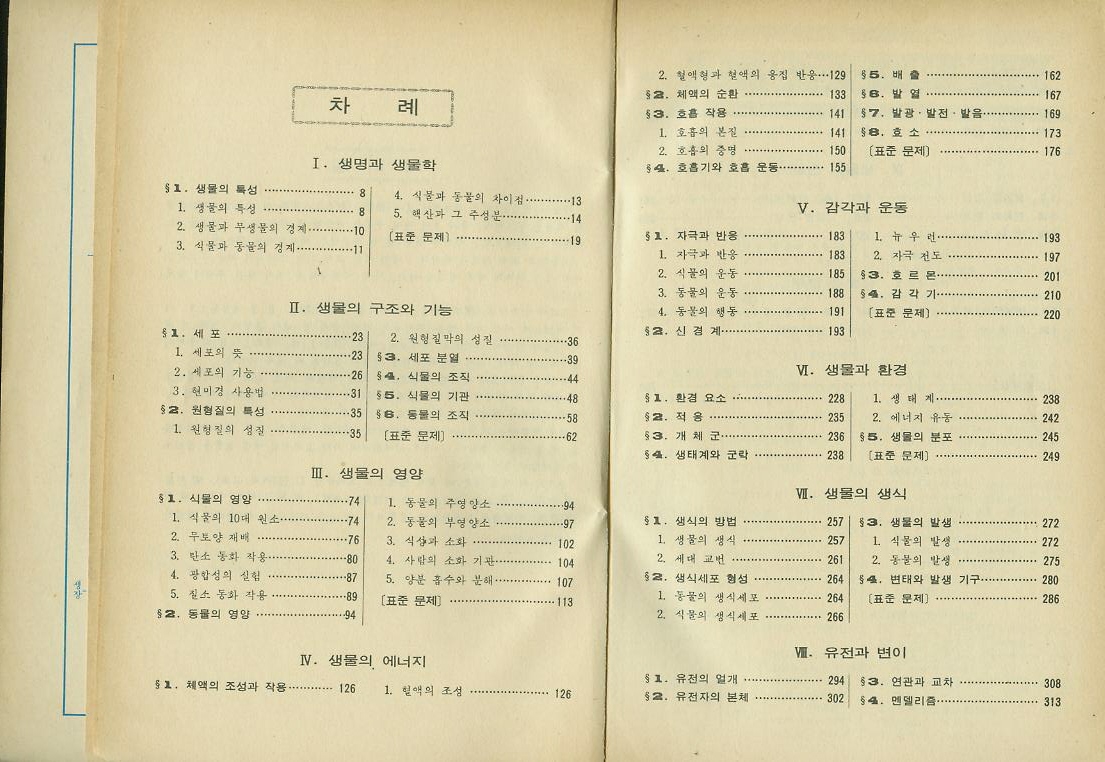 차 례
Ⅰ. 생명과 생물학
§1. 생물의 특성 ···················· 8
1. 생물의 특성 ···················· 8
2. 생물과 무생물의 경계··········10
3. 식물과 동물의 경계············11
4. 식물과 동물의 차이점···········13
5. 핵산과 그 주성분··············14
〔표준 문제〕 ······················19
Ⅱ. 생물의 구조와 기능
§1. 세 포 ··························23
1. 세포의 뜻 ····················23
2. 세포의 기능 ··················26
3. 현미경 사용법 ················31
§2. 원형질의 특성 ················35
1. 원형질의 성질 ················35
2. 원형질막의 성질 ··············36
§3. 세포 분열 ····················39
§4. 식물의 조직 ··················44
§5. 식물의 기관 ··················48
§6. 동물의 조직 ··················58
〔표준 문제〕 ······················62
Ⅲ. 생물의 영양
§1. 식물의 영양 ··················74
1. 식물의 10대 원소··············74
2. 무토양 재배 ··················76
3. 탄소 동화 작용················80
4. 광합성의 실험 ················87
5. 질소 동화 작용 ···············89
§2. 동물의 영양 ··················94
1. 동물의 주영양소 ··············94
2. 동물의 부영양소 ··············97
3. 식성과 소화 ·················· 102
4. 사람의 소화 기관·············· 104
5. 양분 흡수와 분해·············· 107
〔표준 문제〕 ······················113
Ⅳ. 생물의 에너지
§1. 체액의 조성과 작용··········· 126
1. 혈액의 조성 ·················· 126
2. 혈액형과 혈액의 응집 반응···129
§2. 체액의 순환 ·················· 133
§3. 호흡 작용 ···················· 141
1. 호흡의 본질 ·················· 141
2. 호흡의 증명 ·················· 150
§4. 호흡기와 호흡 운동··········· 155
§5. 배 출 ························ 162
§6. 발 열 ························ 167
§7. 발광·발전·발음·············· 169
§8. 효 소 ························ 173
〔표준 문제〕 ······················ 176
Ⅴ. 감각과 운동
§1. 자극과 반응 ·················· 183
1. 자극과 반응 ·················· 183
2. 식물의 운동 ·················· 185
3. 동물의 운동 ·················· 188
4. 동물의 행동 ·················· 191
§2. 신 경 계······················ 193
1. 뉴 우 런······················ 193
2. 자극 전도 ···················· 197
§3. 호 르 몬······················ 201
§4. 감 각 기······················ 210
〔표준 문제〕 ······················ 220
Ⅵ. 생물과 환경
§1. 환경 요소 ···················· 228
§2. 적 응 ························ 235
§3. 개 체 군······················ 236
§4. 생태계와 군락 ················ 238
1. 생 태 계······················ 238
2. 에너지 유동 ·················· 242
§5. 생물의 분포 ·················· 245
〔표준 문제〕 ······················ 249
Ⅶ. 생물의 생식
§1. 생식의 방법 ·················· 257
1. 생물의 생식 ·················· 257
2. 세대 교번 ···················· 261
§2. 생식세포 형성 ················ 264
1. 동물의 생식세포 ·············· 264
2. 식물의 생식세포 ·············· 266
§3. 생물의 발생 ·················· 272
1. 식물의 발생 ·················· 272
2. 동물의 발생 ·················· 275
§4. 변태와 발생 기구·············· 280
〔표준 문제〕 ······················ 286
Ⅷ. 유전과 변이
§1. 유전의 얼개 ·················· 294
§2. 유전자의 본체 ················ 302
§3. 연관과 교차 ·················· 308
§4. 멘델리즘······················ 313